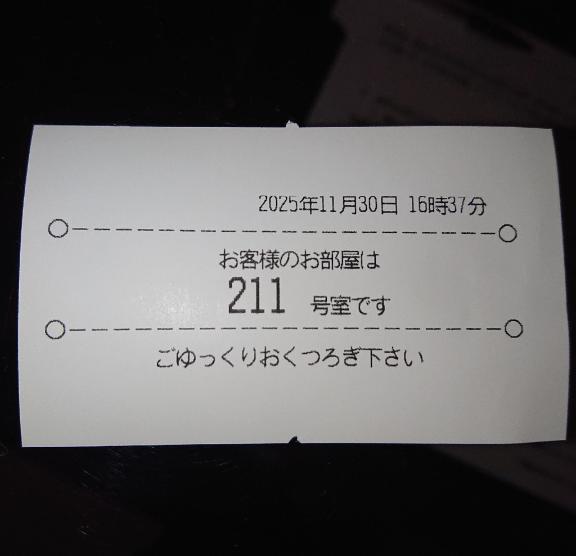 2025年11月30日 16時37分
お客様のお部屋は
211 号室です
ごゆっくりおくつろぎ下さい